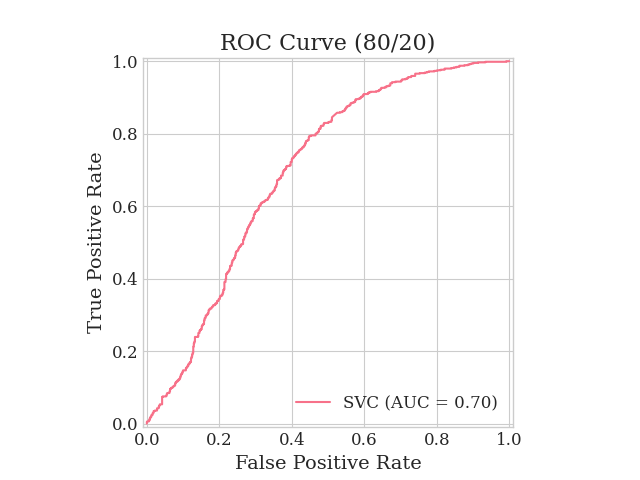 ROC Curve (80/20)
True Positive Rate
1.0
0.8
0.6
0.4
0.2
0.0
SVC (AUC = 0.70)
0.0 0.2 0.4 0.6 0.8 1.0
False Positive Rate